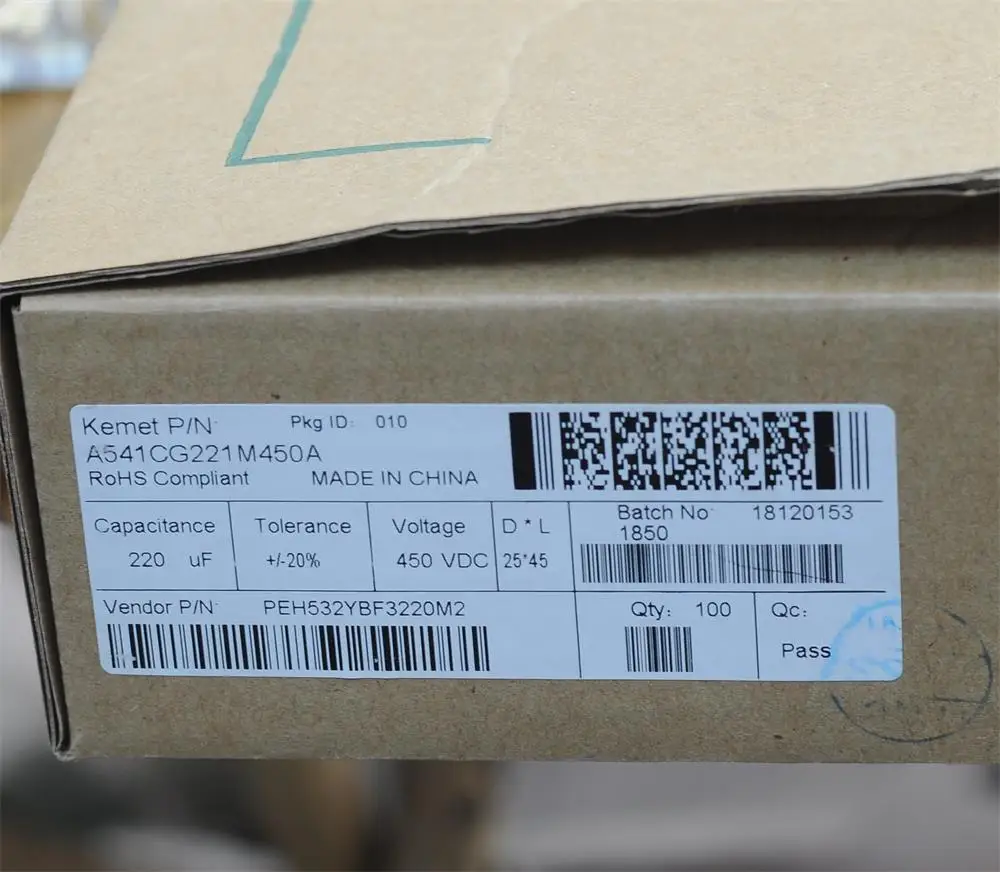 Kemet P/N: Pkg ID: 010
A541CG221M450A
RoHS Compliant MADE IN CHINA
Capacitance Tolerance Voltage D * L
220 uF +/-20% 450 VDC 25*45
Batch No: 18120153
1850
Vendor P/N: PEH532YBF3220M2
Qty: 100 Qc:
Pass